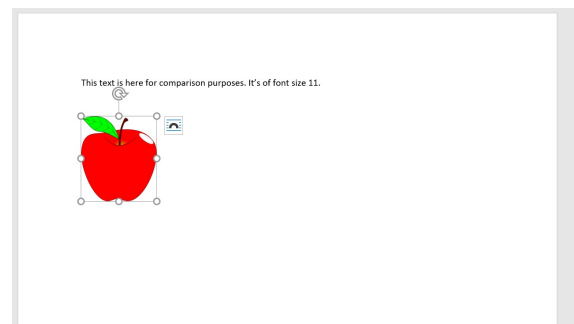 This text is here for comparison purposes. It’s of font size 11.